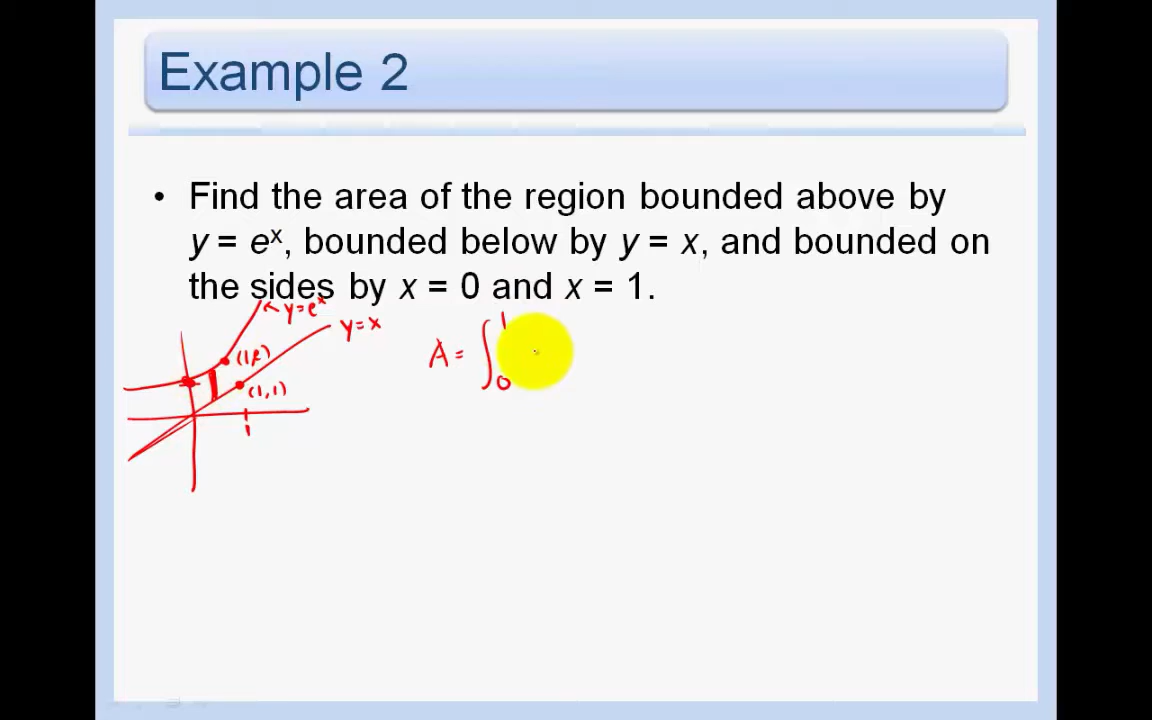 Example 2
• Find the area of the region bounded above by
y = eˣ, bounded below by y = x, and bounded on
the sides by x = 0 and x = 1.
y=eˣ
y=x
(1,e)
(1,1)
1
A = ∫₀¹